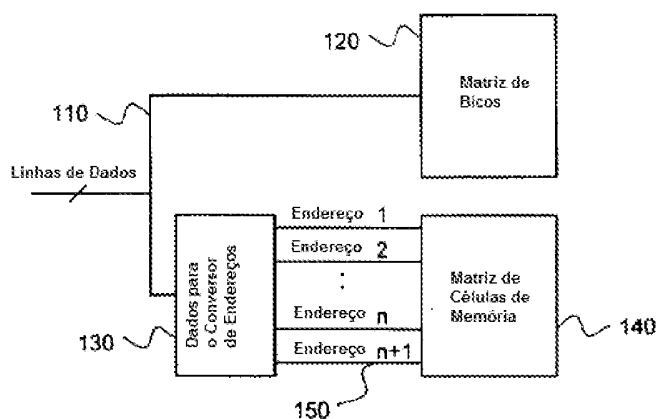 120
Matriz de
Bicos
110
Linhas de Dados
Endereço 1
Endereço 2
⋮
Endereço n
Endereço n+1
Dados para
o Conversor
de Endereços
Matriz de
Células de
Memória
130
140
150